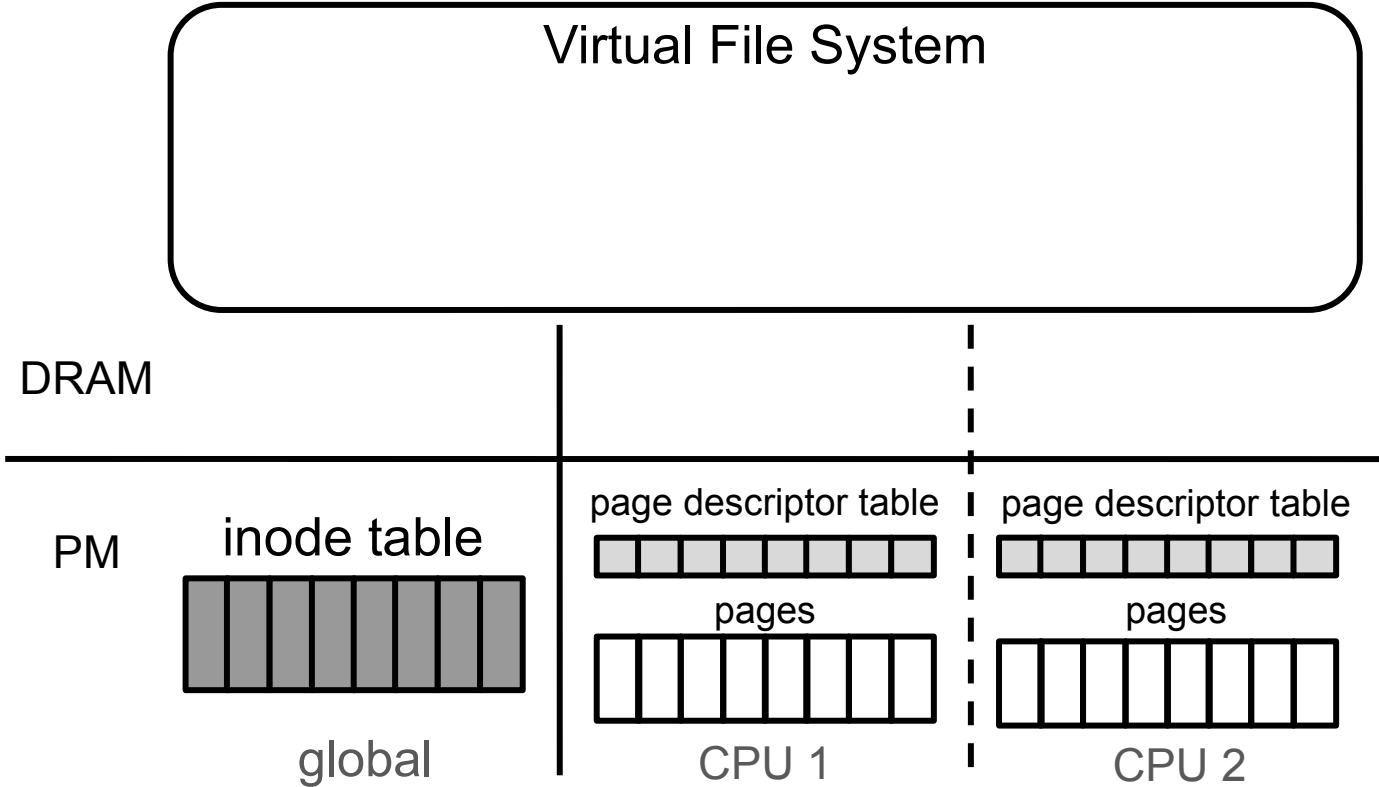 Virtual File System
DRAM
PM
inode table
page descriptor table
pages
page descriptor table
pages
global
CPU 1
CPU 2